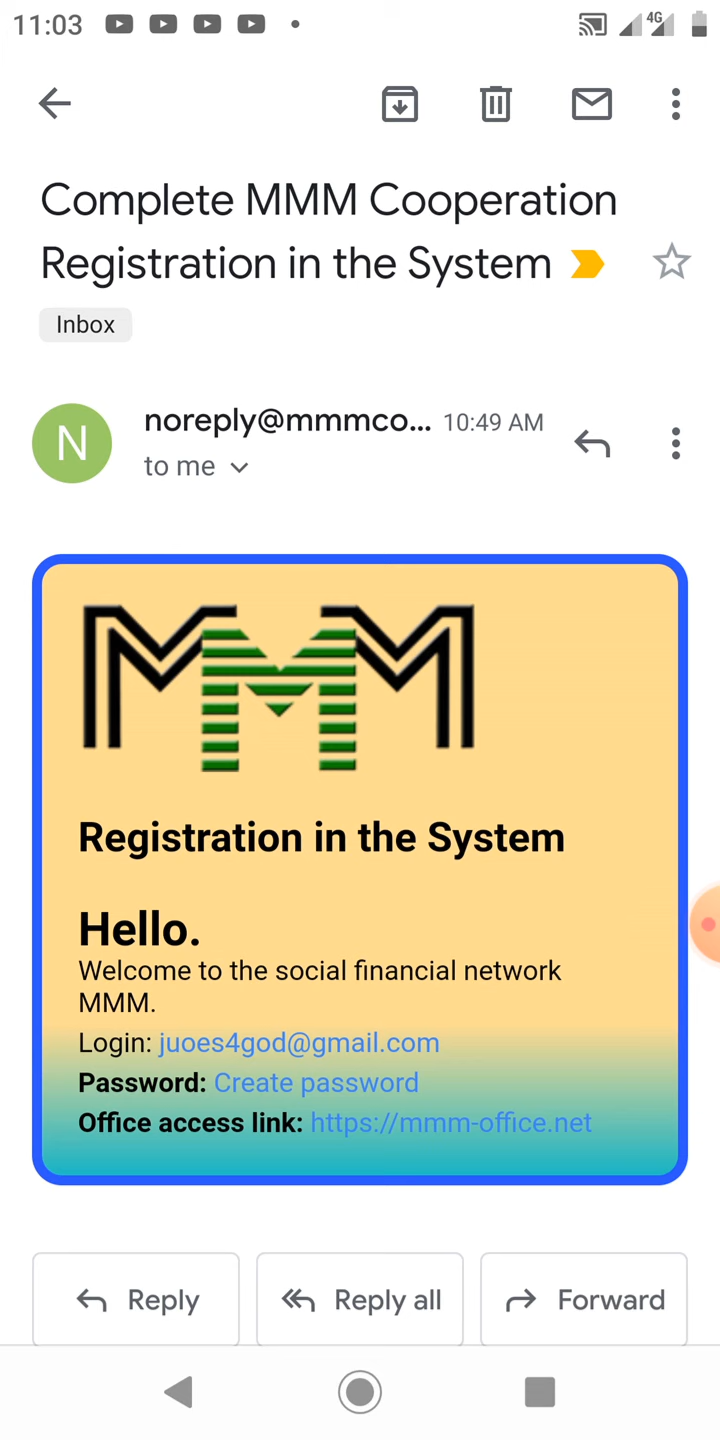 11:03
4G
Complete MMM Cooperation
Registration in the System
Inbox
N
noreply@mmmco... 10:49 AM
to me
MMM
Registration in the System
Hello.
Welcome to the social financial network
MMM.
Login: juoes4god@gmail.com
Password: Create password
Office access link: https://mmm-office.net
Reply
Reply all
Forward